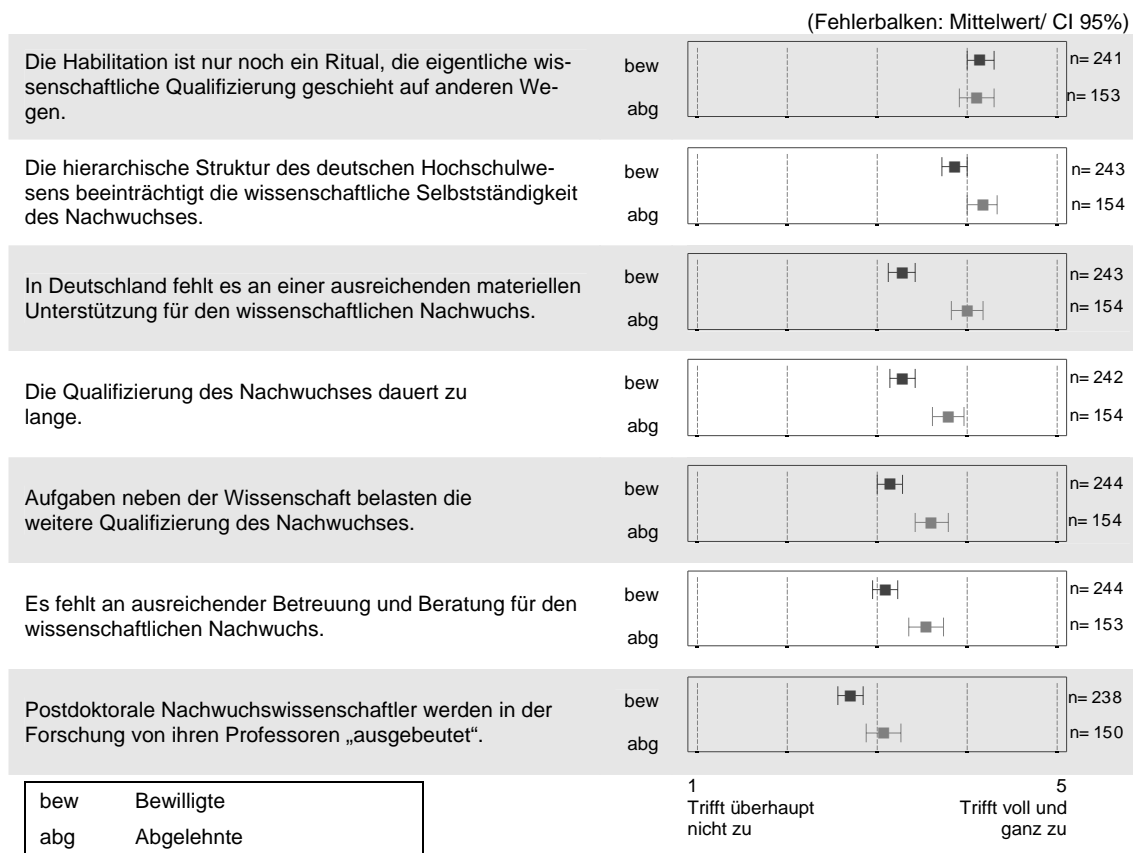 (Fehlerbalken: Mittelwert/ CI 95%)
Die Habilitation ist nur noch ein Ritual, die eigentliche wis-
senschaftliche Qualifizierung geschieht auf anderen We-
gen.
bew
n= 241
abg
n= 153
Die hierarchische Struktur des deutschen Hochschulwe-
sens beeinträchtigt die wissenschaftliche Selbstständigkeit
des Nachwuchses.
bew
n= 243
abg
n= 154
In Deutschland fehlt es an einer ausreichenden materiellen
Unterstützung für den wissenschaftlichen Nachwuchs.
bew
n= 243
abg
n= 154
Die Qualifizierung des Nachwuchses dauert zu
lange.
bew
n= 242
abg
n= 154
Aufgaben neben der Wissenschaft belasten die
weitere Qualifizierung des Nachwuchses.
bew
n= 244
abg
n= 154
Es fehlt an ausreichender Betreuung und Beratung für den
wissenschaftlichen Nachwuchs.
bew
n= 244
abg
n= 153
Postdoktorale Nachwuchswissenschaftler werden in der
Forschung von ihren Professoren „ausgebeutet“.
bew
n= 238
abg
n= 150
1
Trifft überhaupt
nicht zu
5
Trifft voll und
ganz zu
bew Bewilligte
abg Abgelehnte